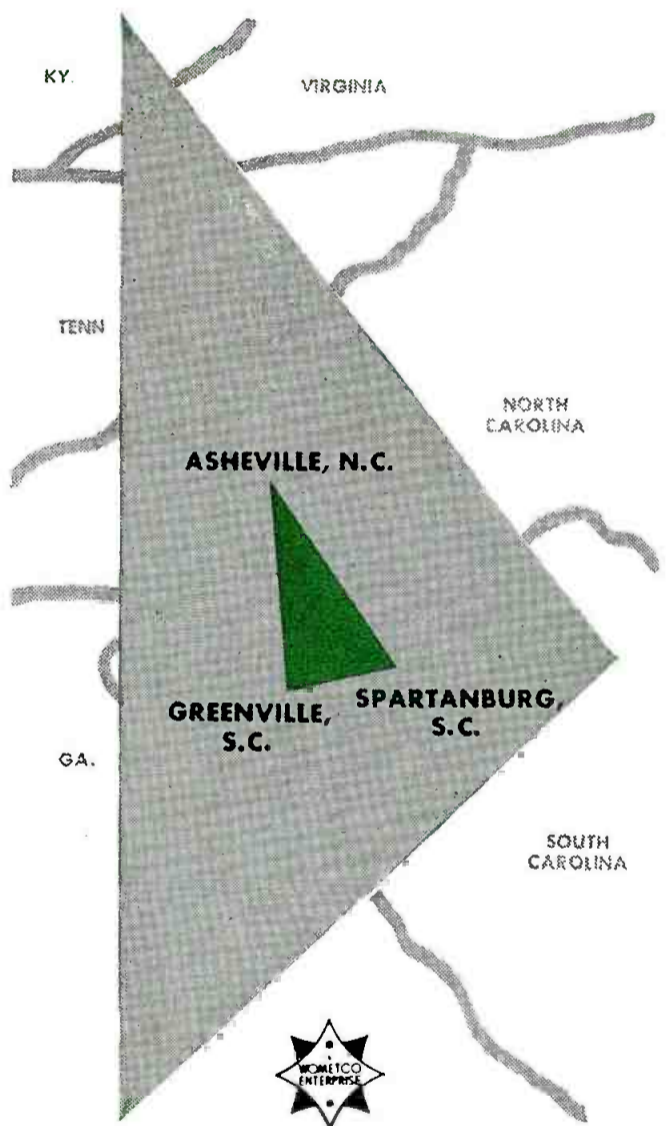 KY.
VIRGINIA
TENN
NORTH
CAROLINA
ASHEVILLE, N.C.
GREENVILLE,
S.C.
SPARTANBURG,
S.C.
GA.
SOUTH
CAROLINA
WOMETCO
ENTERPRISE